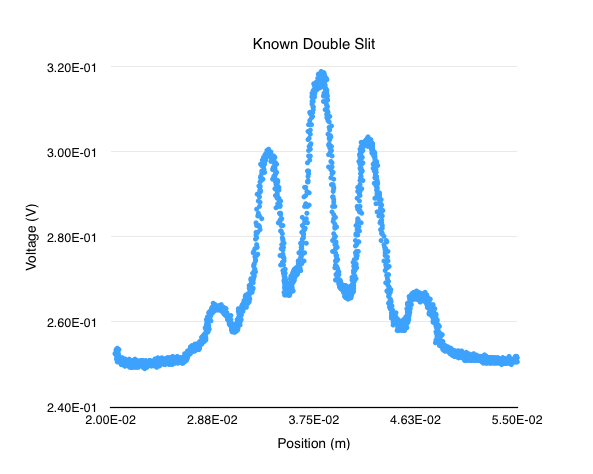 Known Double Slit
3.20E-01
3.00E-01
2.80E-01
2.60E-01
2.40E-01
Voltage (V)
2.00E-02 2.88E-02 3.75E-02 4.63E-02 5.50E-02
Position (m)